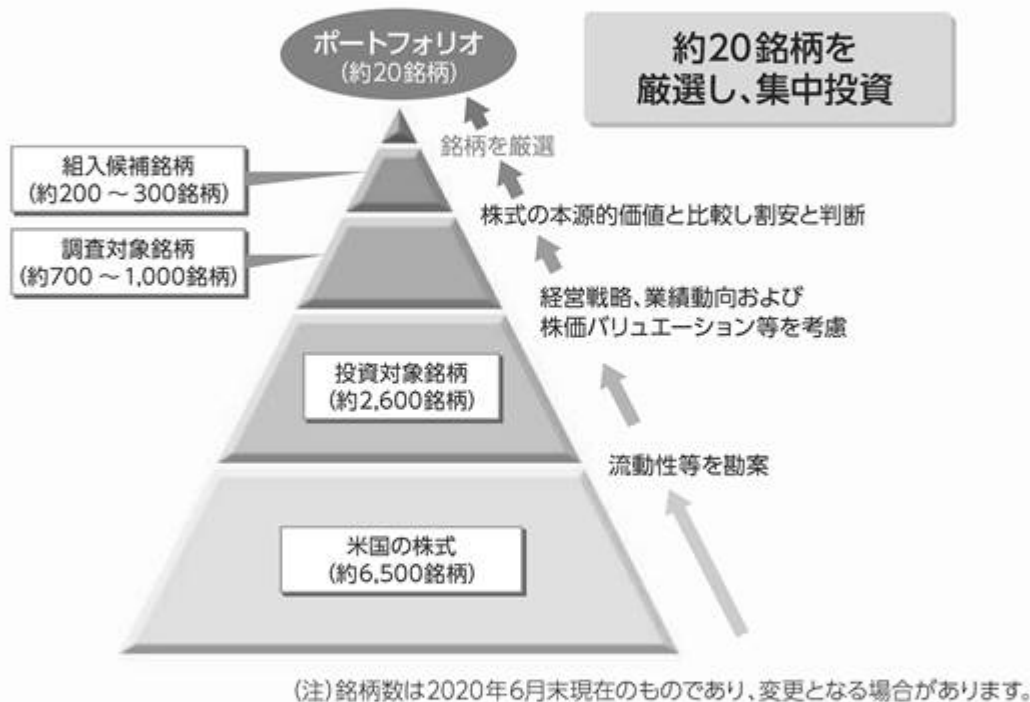 ポートフォリオ
(約20銘柄)
約20銘柄を
厳選し、集中投資
銘柄を厳選
組入候補銘柄
(約200 ~ 300銘柄)
株式の本源的価値と比較し割安と判断
調査対象銘柄
(約700 ~ 1,000銘柄)
経営戦略、業績動向および
株価バリュエーション等を考慮
投資対象銘柄
(約2,600銘柄)
流動性等を勘案
米国の株式
(約6,500銘柄)
(注)銘柄数は2020年6月末現在のものであり、変更となる場合があります。